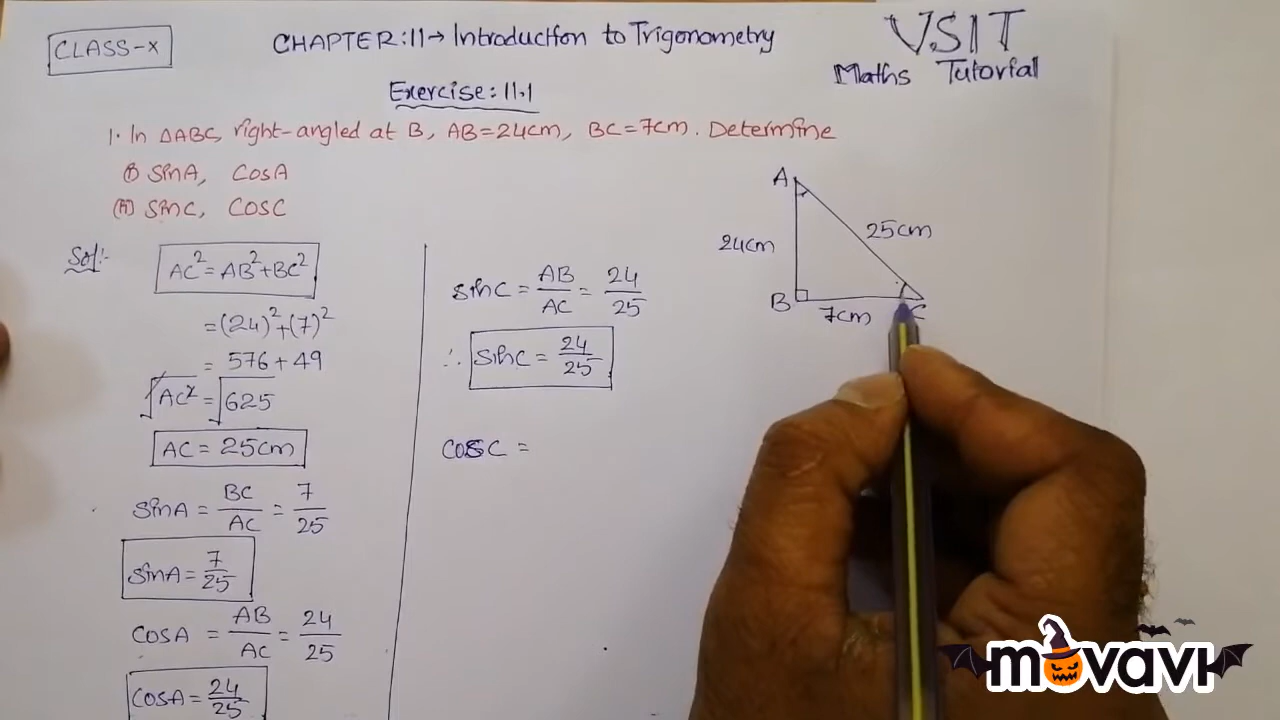 CLASS-X
CHAPTER:11→ Introduction to Trigonometry
VSIT
Maths Tutorial
Exercise: 11.1
1. In ΔABC, right-angled at B, AB=24cm, BC=7cm. Determine
(i) sinA, CosA
(ii) sinC, COSC
Sol:-
AC² = AB² + BC²
= (24)² + (7)²
= 576 + 49
√AC² = √625
AC = 25cm
sinA = BC/AC = 7/25
sinA = 7/25
COSA = AB/AC = 24/25
COSA = 24/25
sinC = AB/AC = 24/25
∴ sinC = 24/25
COSC =
A
24cm
25cm
B
7cm
C
movavi